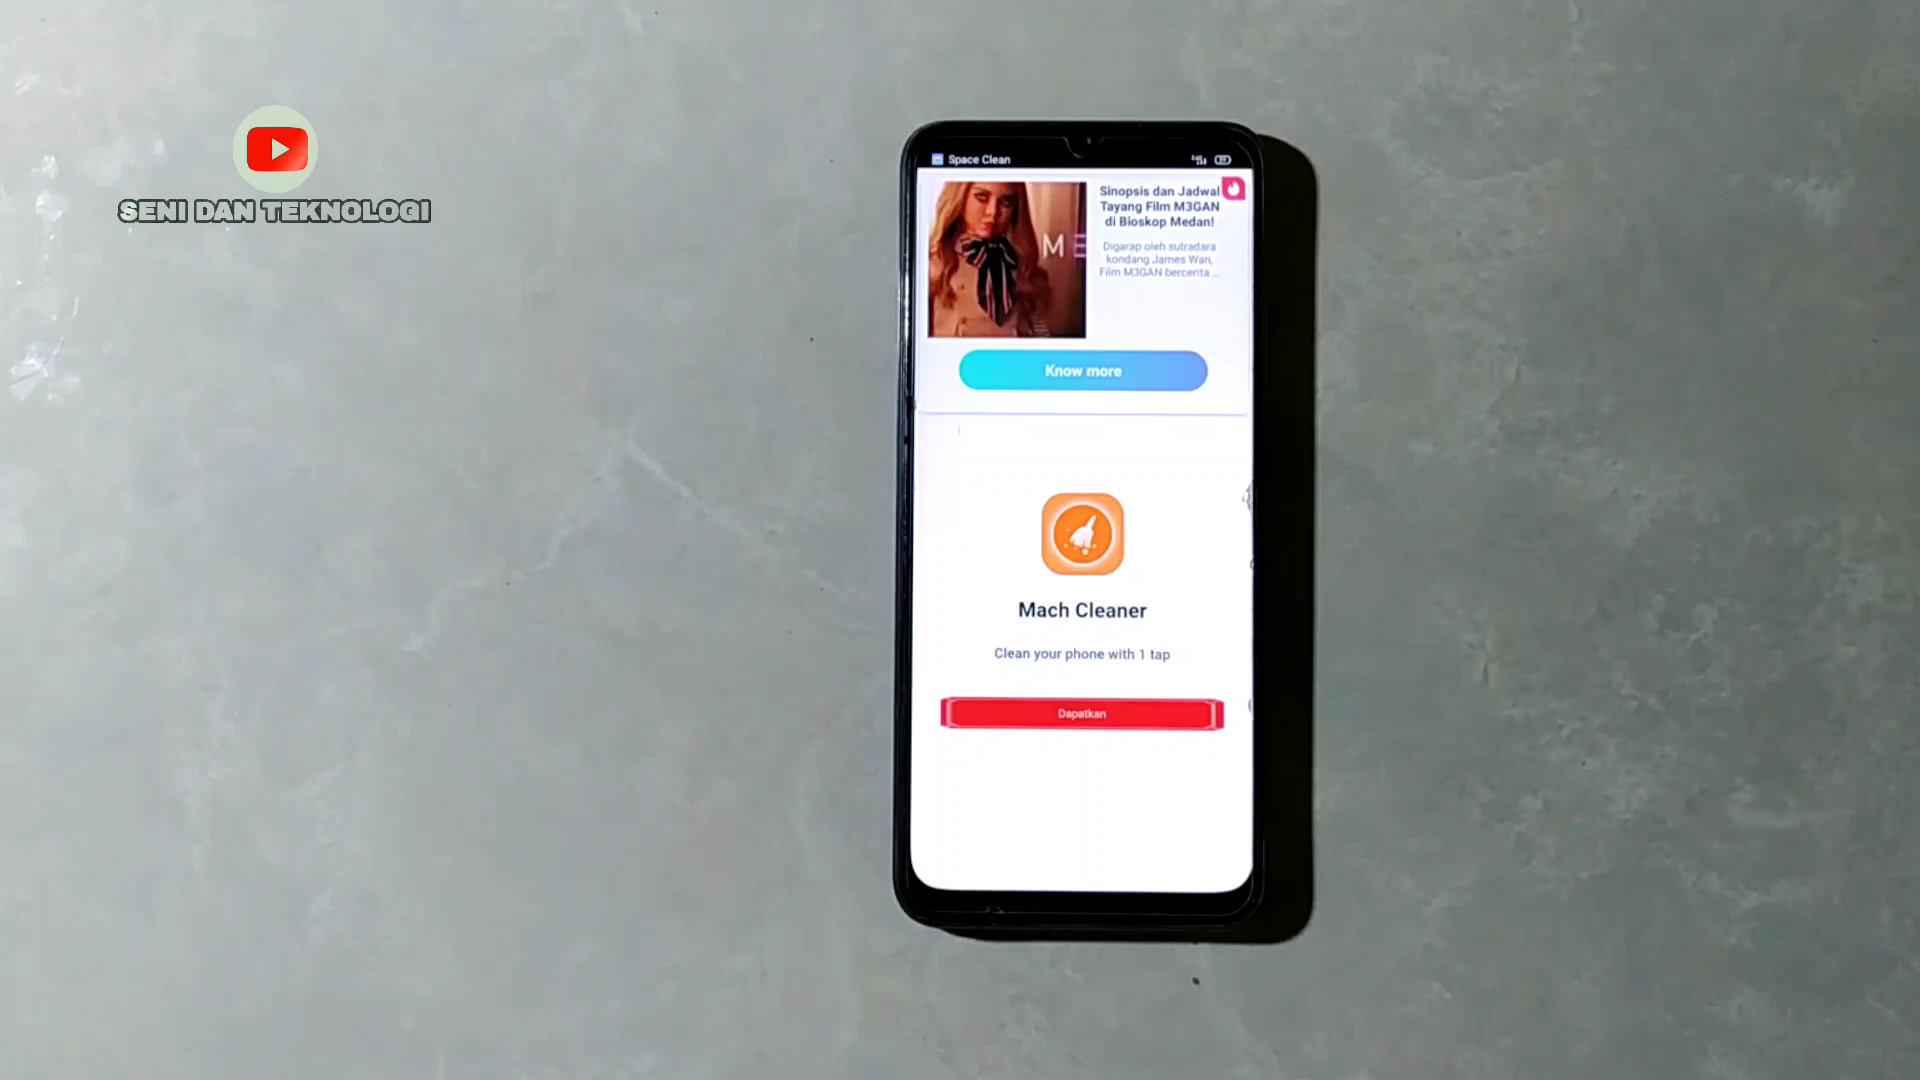 SENI DAN TEKNOLOGI
Space Clean
Sinopsis dan Jadwal
Tayang Film M3GAN
di Bioskop Medan!
Digarap oleh sutradara
kondang James Wan,
Film M3GAN bercerita ...
ME
Know more
Mach Cleaner
Clean your phone with 1 tap
Dapatkan